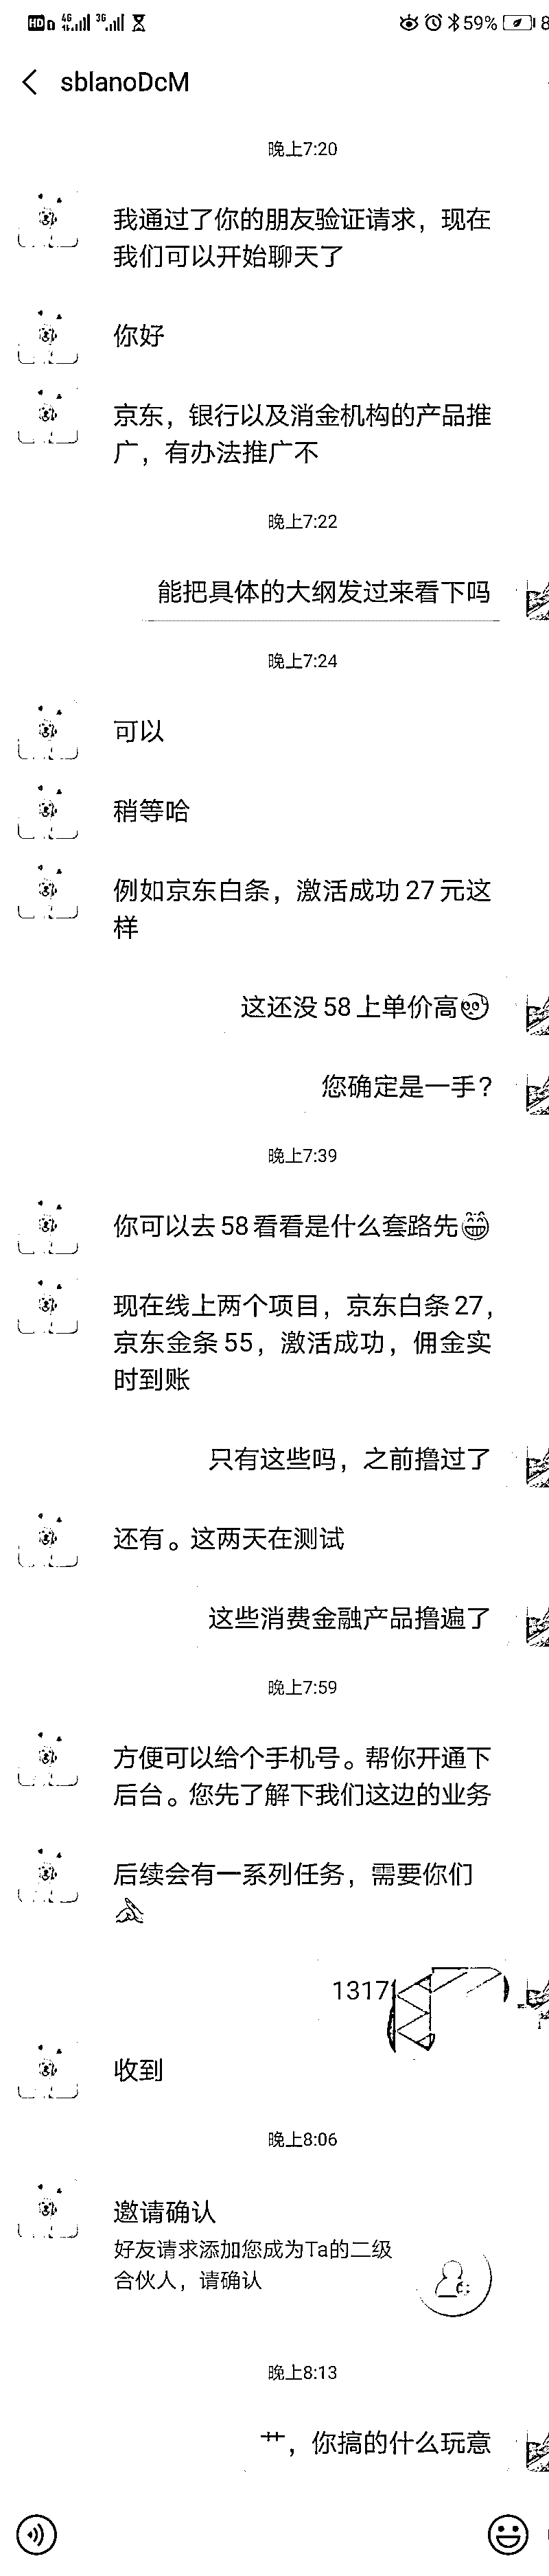 HD 4G 3G 59% 8
sblanoDcM
晚上7:20
我通过了你的朋友验证请求，现在
我们可以开始聊天了
你好
京东，银行以及消金机构的产品推
广，有办法推广不
晚上7:22
能把具体的大纲发过来看下吗
晚上7:24
可以
稍等哈
例如京东白条，激活成功 27 元这
样
这还没 58 上单价高🥺
您确定是一手？
晚上7:39
你可以去 58 看看是什么套路先😁
现在线上两个项目，京东白条 27，
京东金条 55，激活成功，佣金实
时到账
只有这些吗，之前撸过了
还有。这两天在测试
这些消费金融产品撸遍了
晚上7:59
方便可以给个手机号。帮你开通下
后台。您先了解下我们这边的业务
后续会有一系列任务，需要你们
🙏
1317
收到
晚上8:06
邀请确认
好友请求添加您成为Ta的二级
合伙人，请确认
晚上8:13
艹，你搞的什么玩意